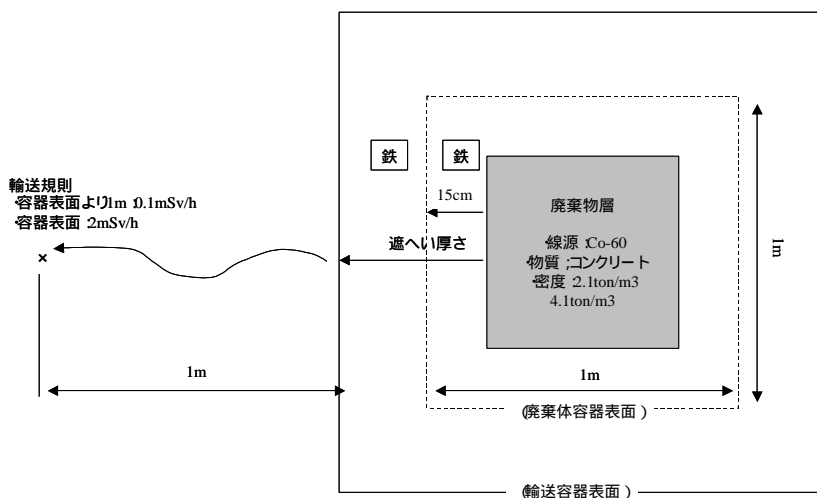 鉄
鉄
輸送規則
・容器表面より1m :0.1mSv/h
・容器表面 :2mSv/h
15cm
廃棄物層
遮へい厚さ
・線源 ;Co-60
・物質 ;コンクリート
・密度 :2.1ton/m3
4.1ton/m3
1m
1m
1m
(廃棄体容器表面)
(輸送容器表面)